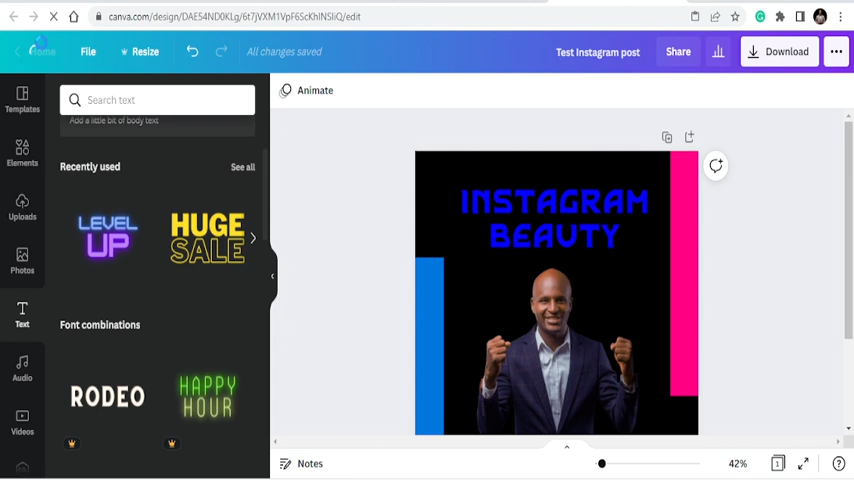 canva.com/design/DAE54ND0KLg/6t7jVXM1VpF6ScKhINSIiQ/edit
Home
File
Resize
All changes saved
Test Instagram post
Share
Download
Templates
Elements
Uploads
Photos
Text
Audio
Videos
Search text
Add a little bit of body text
Recently used
See all
LEVEL
UP
HUGE
SALE
Font combinations
RODEO
HAPPY
HOUR
Animate
INSTAGRAM
BEAUTY
Notes
42%
1